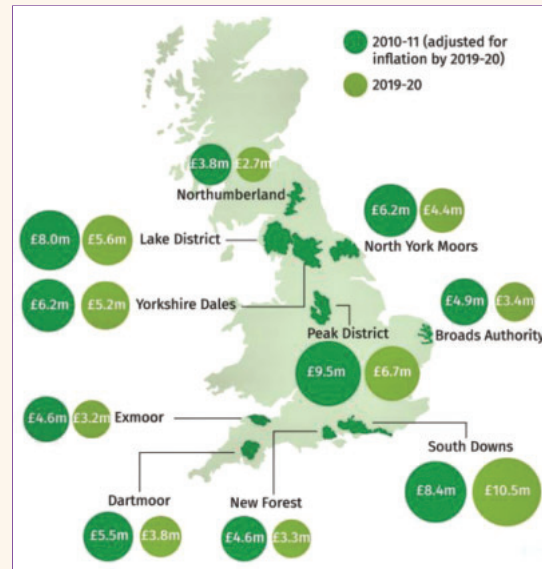 2010-11 (adjusted for
inflation by 2019-20)
2019-20
£3.8m £2.7m
Northumberland
£6.2m £4.4m
North York Moors
£8.0m £5.6m Lake District
£6.2m £5.2m Yorkshire Dales
£4.9m £3.4m
Broads Authority
Peak District
£9.5m £6.7m
£4.6m £3.2m Exmoor
South Downs
£8.4m £10.5m
Dartmoor
£5.5m £3.8m
New Forest
£4.6m £3.3m